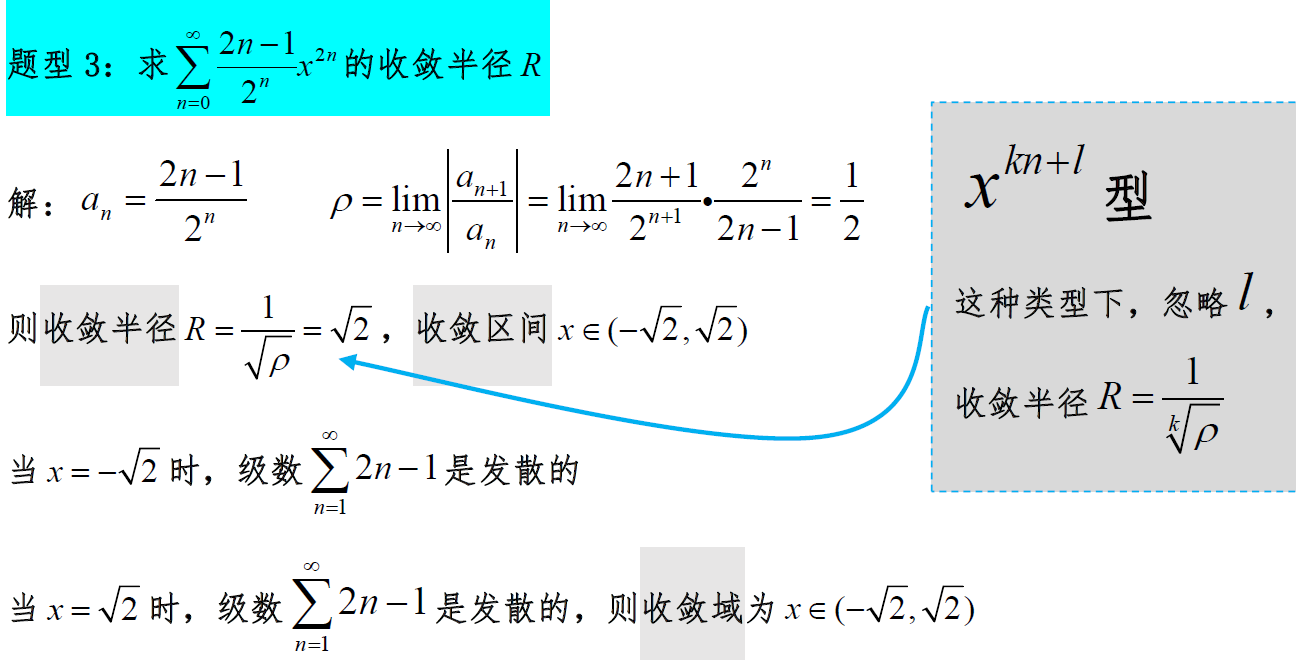 题型 3：求 $\sum_{n=0}^{\infty}\frac{2n-1}{2^n}x^{2n}$ 的收敛半径 $R$
解： $a_n=\frac{2n-1}{2^n}$ $\rho=\lim_{n\to\infty}\left|\frac{a_{n+1}}{a_n}\right|=\lim_{n\to\infty}\frac{2n+1}{2^{n+1}}\bullet\frac{2^n}{2n-1}=\frac{1}{2}$
则收敛半径 $R=\frac{1}{\sqrt{\rho}}=\sqrt{2}$，收敛区间 $x\in(-\sqrt{2},\sqrt{2})$
当 $x=-\sqrt{2}$ 时，级数 $\sum_{n=1}^{\infty}2n-1$ 是发散的
当 $x=\sqrt{2}$ 时，级数 $\sum_{n=1}^{\infty}2n-1$ 是发散的，则收敛域为 $x\in(-\sqrt{2},\sqrt{2})$
$x^{kn+l}$ 型
这种类型下，忽略 $l$，
收敛半径 $R=\frac{1}{\sqrt[k]{\rho}}$